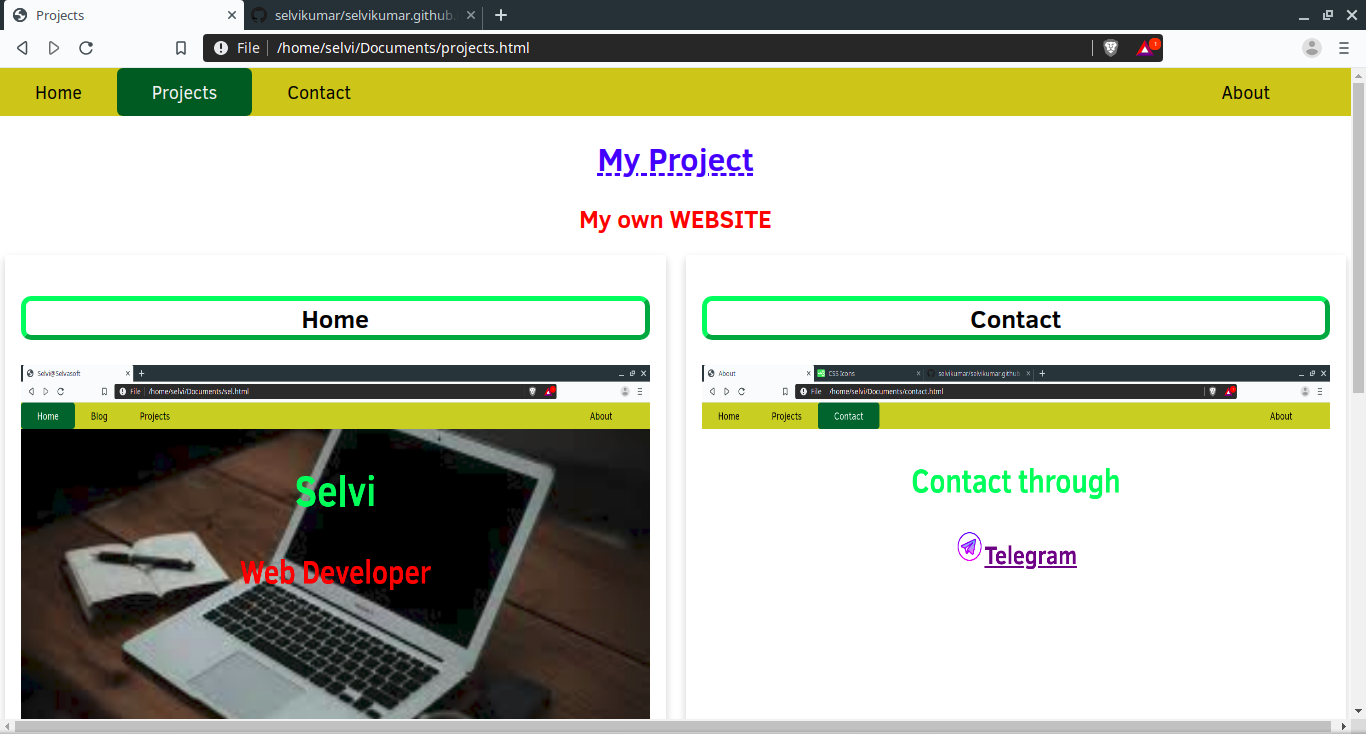 Projects
selvikumar/selvikumar.github.
File /home/selvi/Documents/projects.html
1
Home Projects Contact About
My Project
My own WEBSITE
Home
Selvi@Selvasoft
File /home/selvi/Documents/sel.html
Home Blog Projects About
Selvi
Web Developer
Contact
About CSS Icons selvikumar/selvikumar.github
File /home/selvi/Documents/contact.html
Home Projects Contact About
Contact through
Telegram